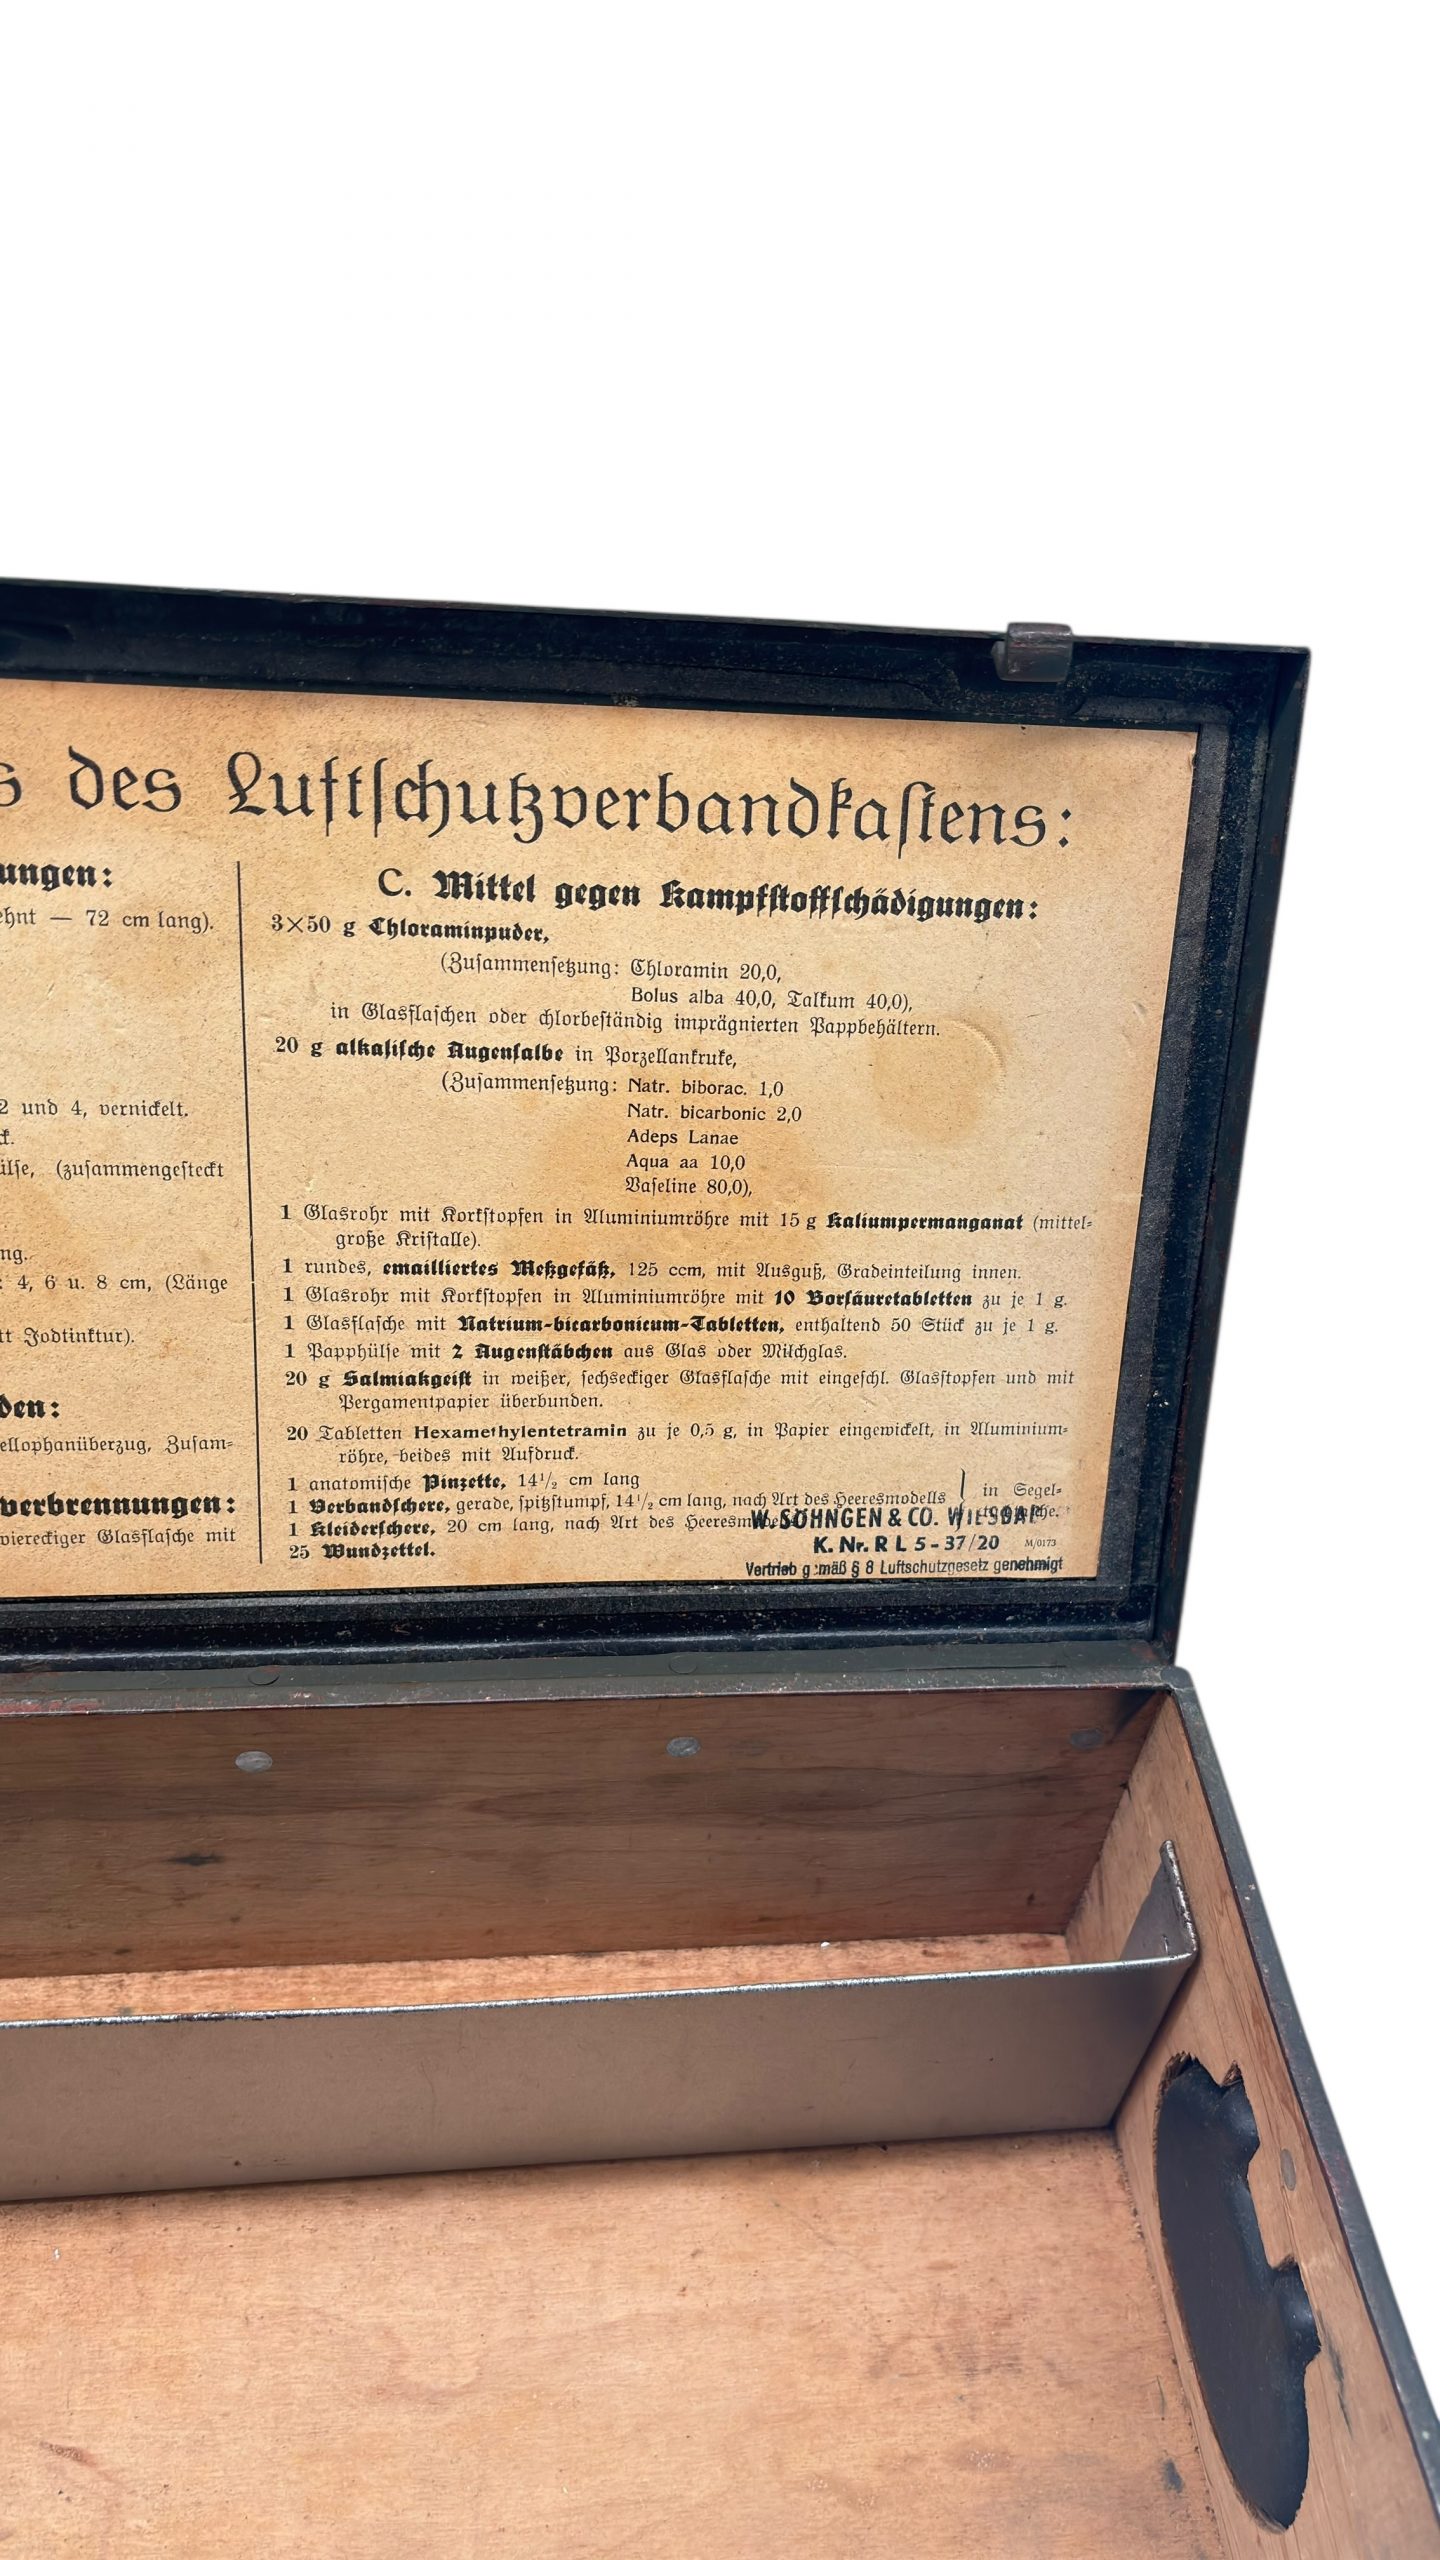 s des Luftschutzverbandkastens:
ungen:
ehnt — 72 cm lang).
2 und 4, vernickelt.
ck.
ülse, (zusammengesteckt
ng.
: 4, 6 u. 8 cm, (Länge
tt Jodtinktur).
den:
ellophanüberzug, Zusam-
verbrennungen:
viereckiger Glasflasche mit
C. Mittel gegen Kampfstoffschädigungen:
3×50 g Chloraminpuder,
(Zusammensetzung: Chloramin 20,0,
Bolus alba 40,0, Talkum 40,0),
in Glasflaschen oder chlorbeständig imprägnierten Pappbehältern.
20 g alkalische Augensalbe in Porzellankruke,
(Zusammensetzung: Natr. biborac. 1,0
Natr. bicarbonic 2,0
Adeps Lanae
Aqua aa 10,0
Vaseline 80,0),
1 Glasrohr mit Korkstopfen in Aluminiumröhre mit 15 g Kaliumpermanganat (mittel-
große Kristalle).
1 rundes, emailliertes Meßgefäß, 125 ccm, mit Ausguß, Gradeinteilung innen.
1 Glasrohr mit Korkstopfen in Aluminiumröhre mit 10 Borsäuretabletten zu je 1 g.
1 Glasflasche mit Natrium-bicarbonicum-Tabletten, enthaltend 50 Stück zu je 1 g.
1 Papphülse mit 2 Augenstäbchen aus Glas oder Milchglas.
20 g Salmiakgeist in weißer, sechseckiger Glasflasche mit eingeschl. Glasstopfen und mit
Pergamentpapier überbunden.
20 Tabletten Hexamethylentetramin zu je 0,5 g, in Papier eingewickelt, in Aluminium-
röhre, beides mit Aufdruck.
1 anatomische Pinzette, 14½ cm lang
1 Verbandschere, gerade, spitzstumpf, 14½ cm lang, nach Art des Heeresmodells
1 Kleiderschere, 20 cm lang, nach Art des
in Segel-
25 Wundzettel.
W. SÖHNGEN & CO.
K. Nr. R L 5 - 37/20
M/0173
Vertrieb gemäß § 8 Luftschutzgesetz genehmigt